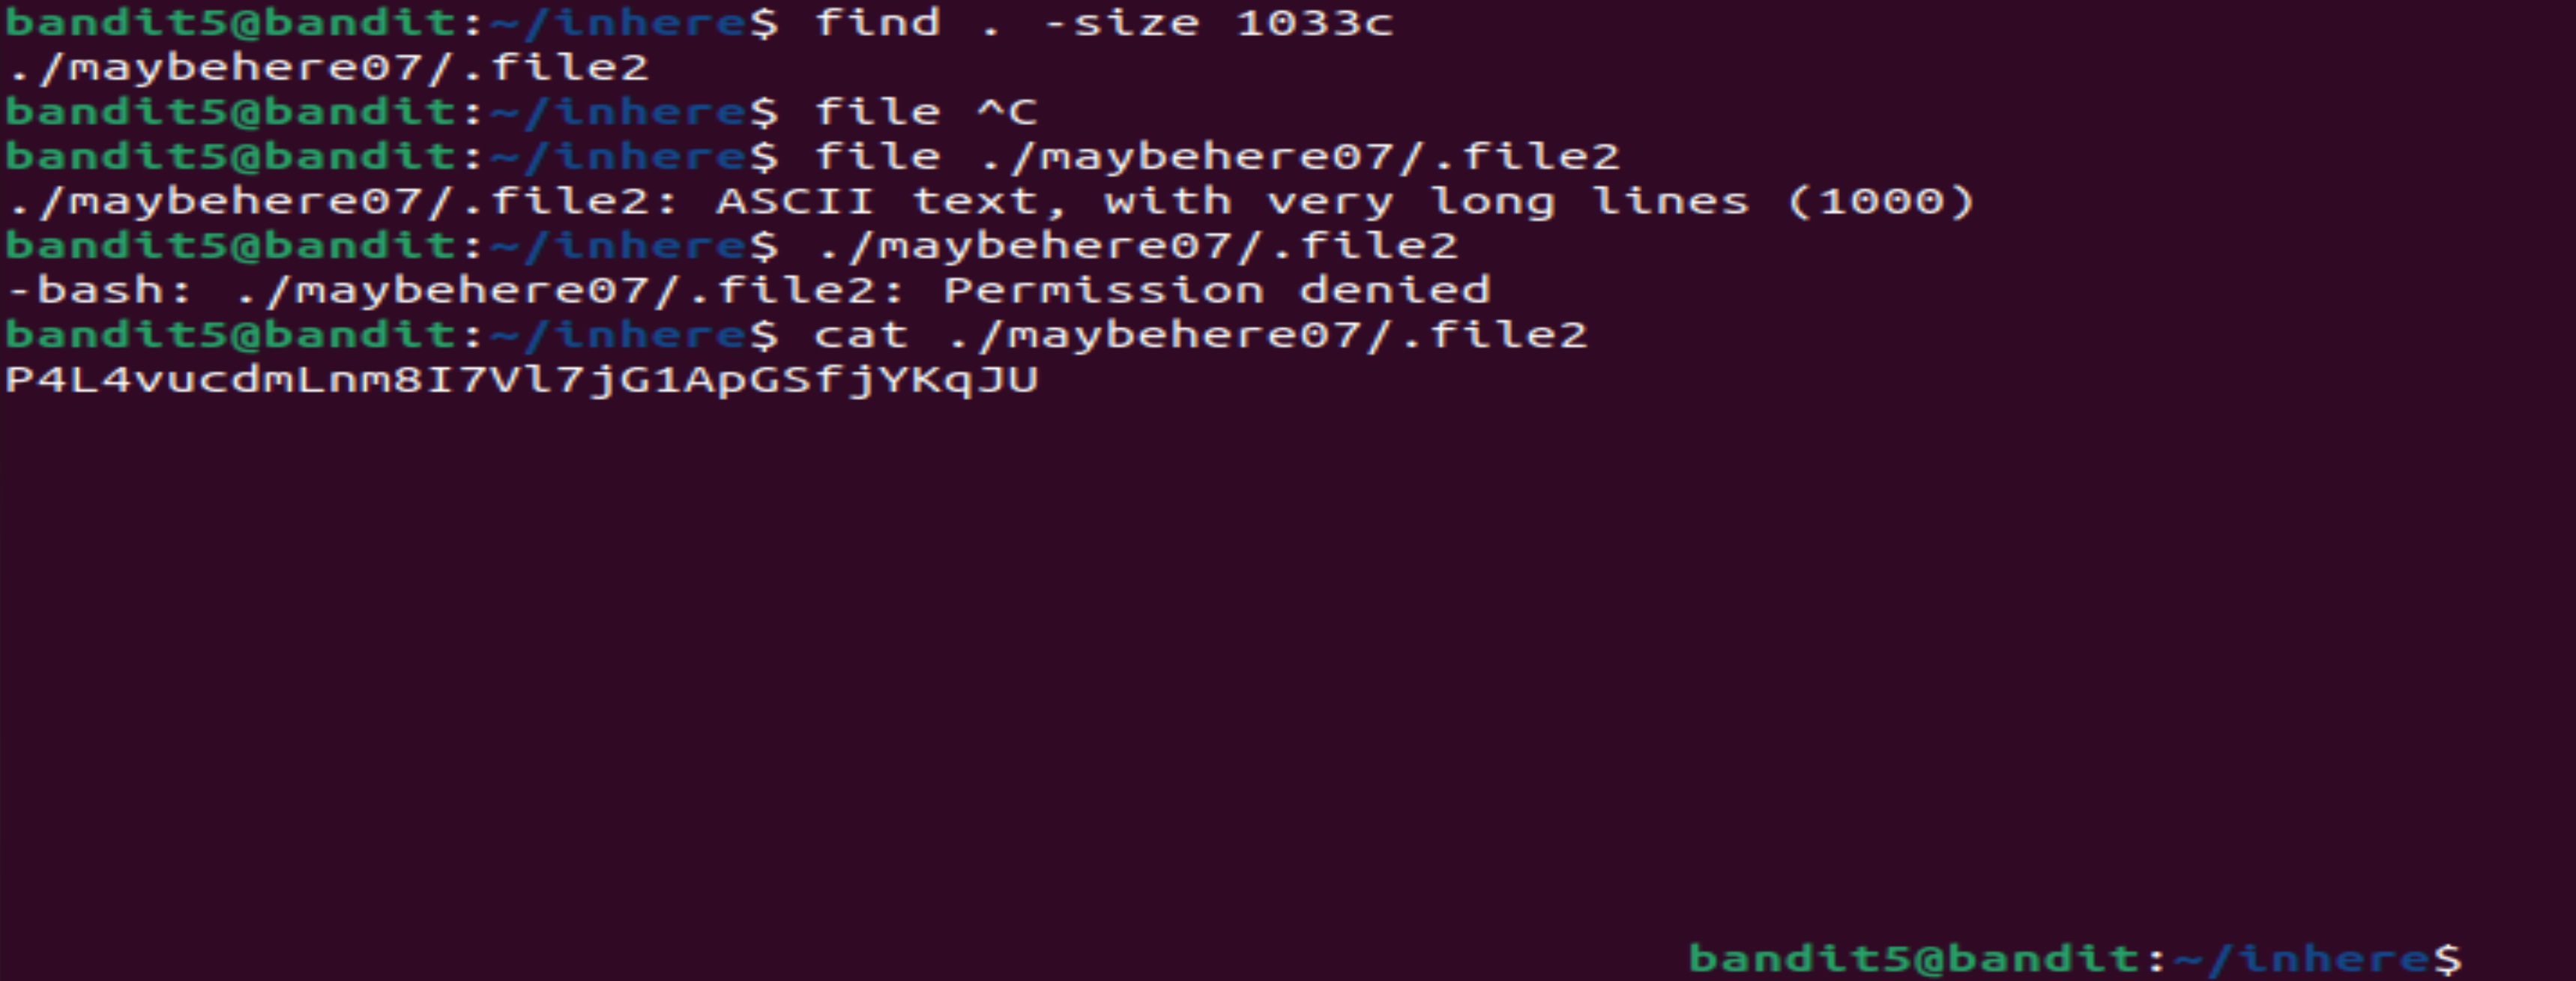 bandit5@bandit:~/inhere$ find . -size 1033c
./maybehere07/.file2
bandit5@bandit:~/inhere$ file ^C
bandit5@bandit:~/inhere$ file ./maybehere07/.file2
./maybehere07/.file2: ASCII text, with very long lines (1000)
bandit5@bandit:~/inhere$ ./maybehere07/.file2
-bash: ./maybehere07/.file2: Permission denied
bandit5@bandit:~/inhere$ cat ./maybehere07/.file2
P4L4vucdmLnm8I7Vl7jG1ApGSfjYKqJU
bandit5@bandit:~/inhere$